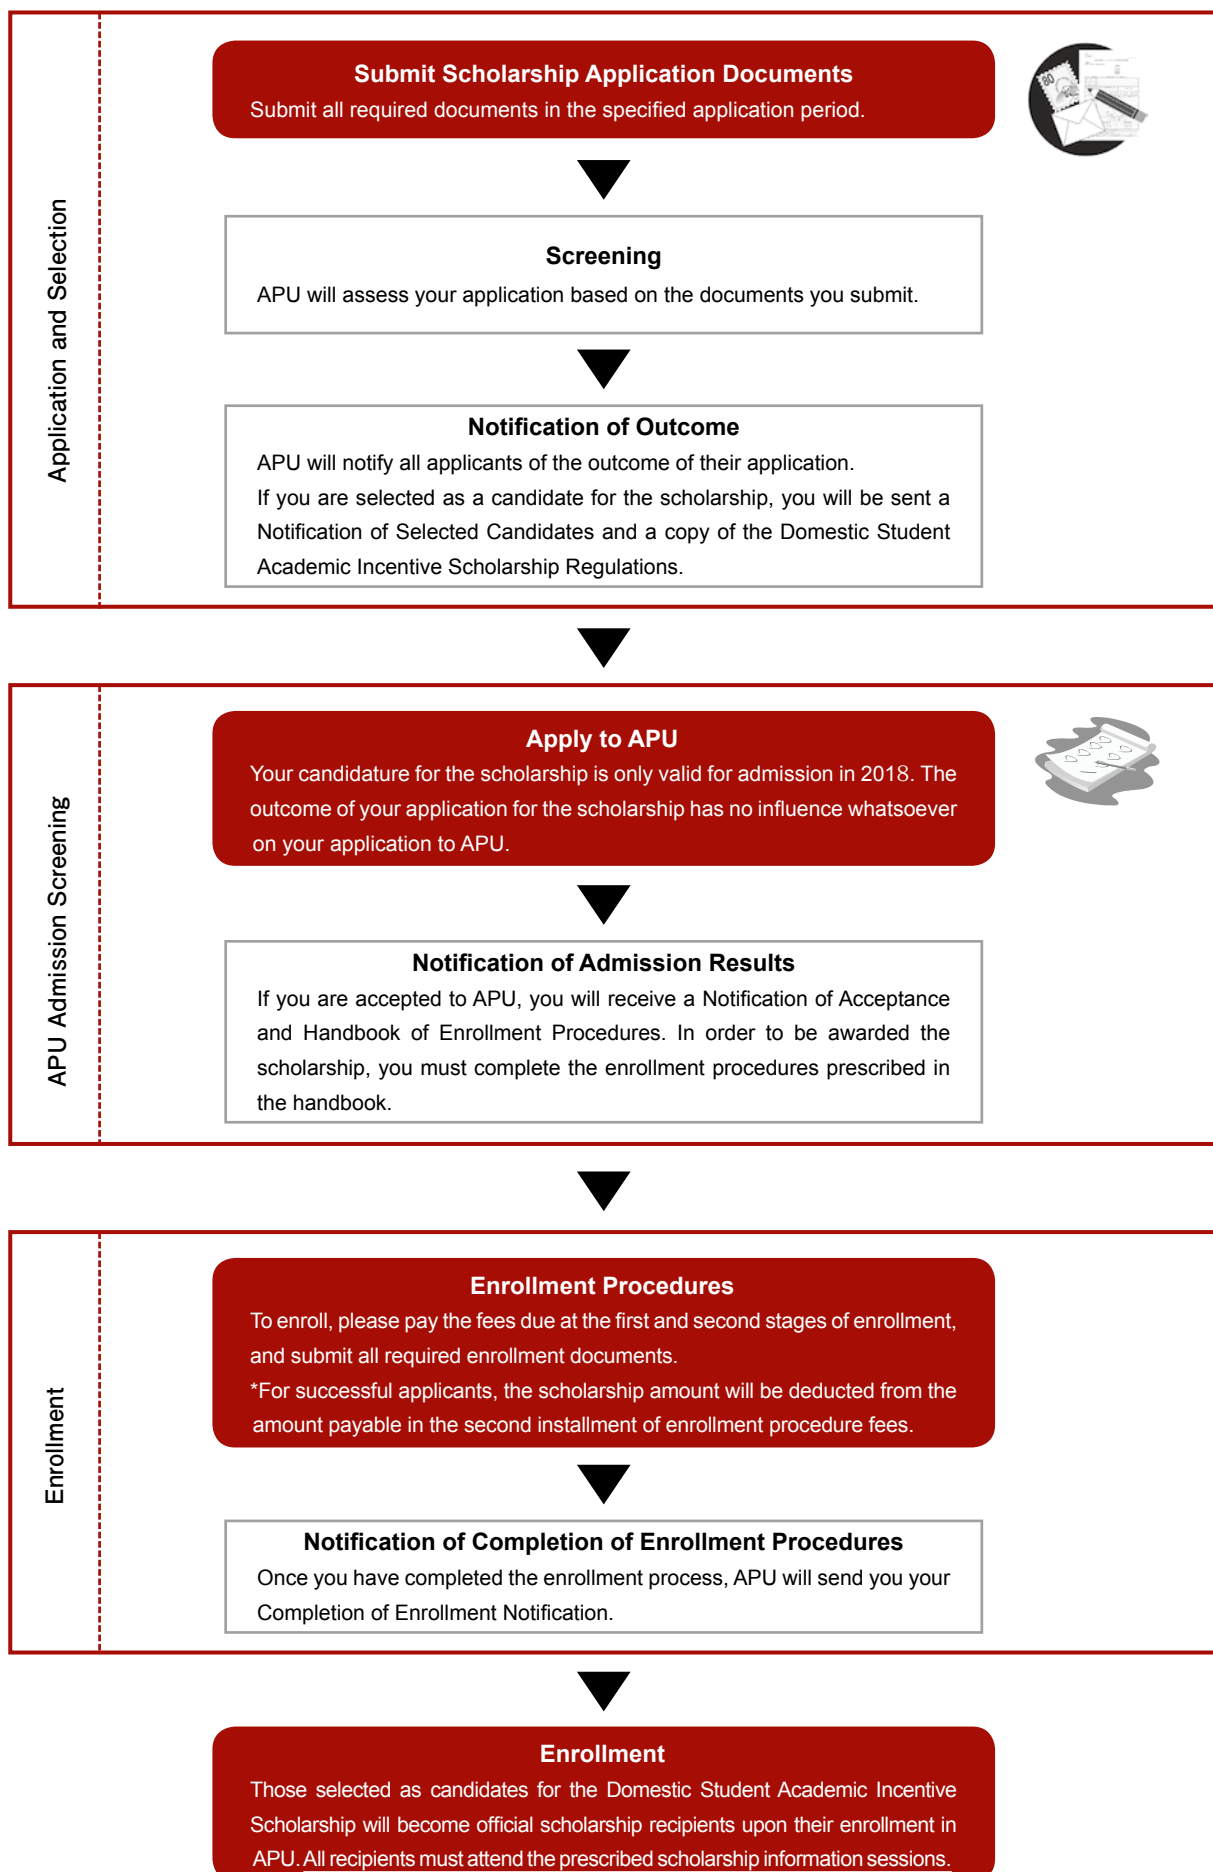 Application and Selection
Submit Scholarship Application Documents
Submit all required documents in the specified application period.
80
Screening
APU will assess your application based on the documents you submit.
Notification of Outcome
APU will notify all applicants of the outcome of their application.
If you are selected as a candidate for the scholarship, you will be sent a
Notification of Selected Candidates and a copy of the Domestic Student
Academic Incentive Scholarship Regulations.
APU Admission Screening
Apply to APU
Your candidature for the scholarship is only valid for admission in 2018. The
outcome of your application for the scholarship has no influence whatsoever
on your application to APU.
Notification of Admission Results
If you are accepted to APU, you will receive a Notification of Acceptance
and Handbook of Enrollment Procedures. In order to be awarded the
scholarship, you must complete the enrollment procedures prescribed in
the handbook.
Enrollment
Enrollment Procedures
To enroll, please pay the fees due at the first and second stages of enrollment,
and submit all required enrollment documents.
*For successful applicants, the scholarship amount will be deducted from the
amount payable in the second installment of enrollment procedure fees.
Notification of Completion of Enrollment Procedures
Once you have completed the enrollment process, APU will send you your
Completion of Enrollment Notification.
Enrollment
Those selected as candidates for the Domestic Student Academic Incentive
Scholarship will become official scholarship recipients upon their enrollment in
APU. All recipients must attend the prescribed scholarship information sessions.